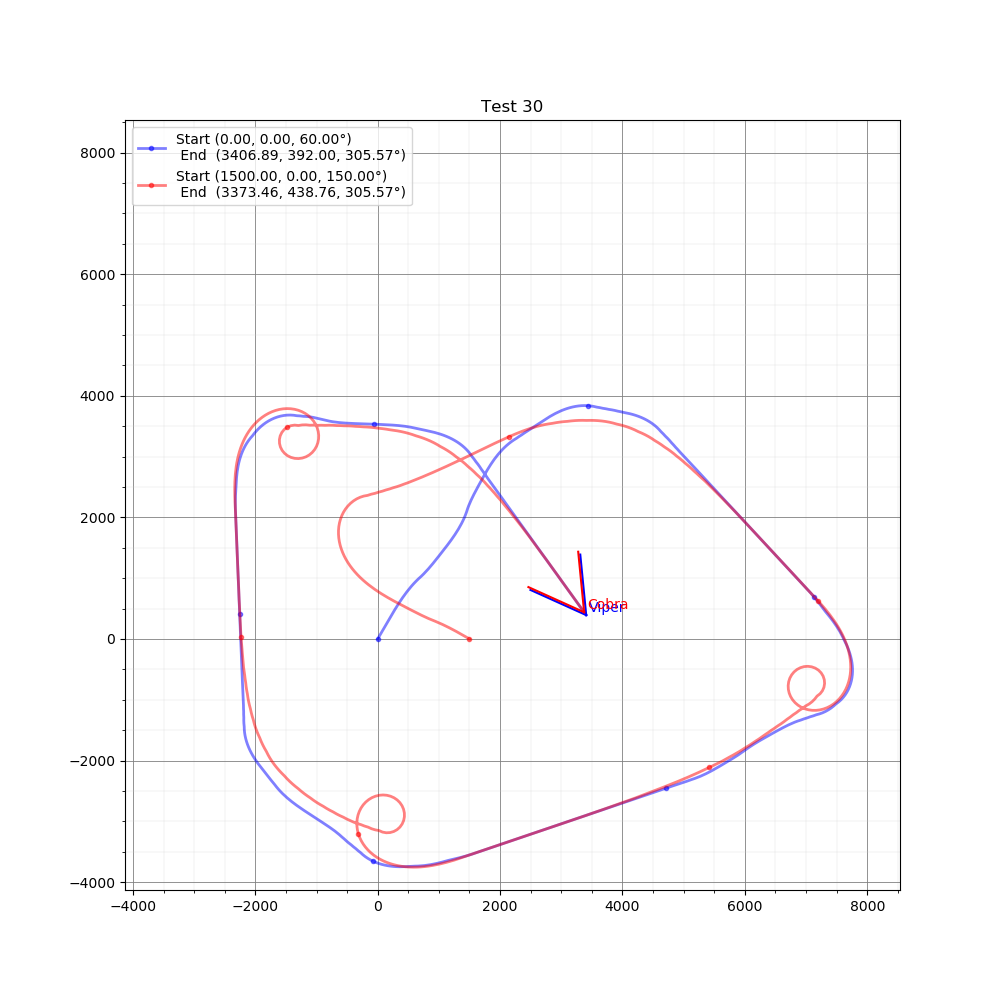 Test 30
Start (0.00, 0.00, 60.00°)
End (3406.89, 392.00, 305.57°)
Start (1500.00, 0.00, 150.00°)
End (3373.46, 438.76, 305.57°)
8000
6000
4000
2000
0
−2000
−4000
Cobra
Viper
−4000 −2000 0 2000 4000 6000 8000